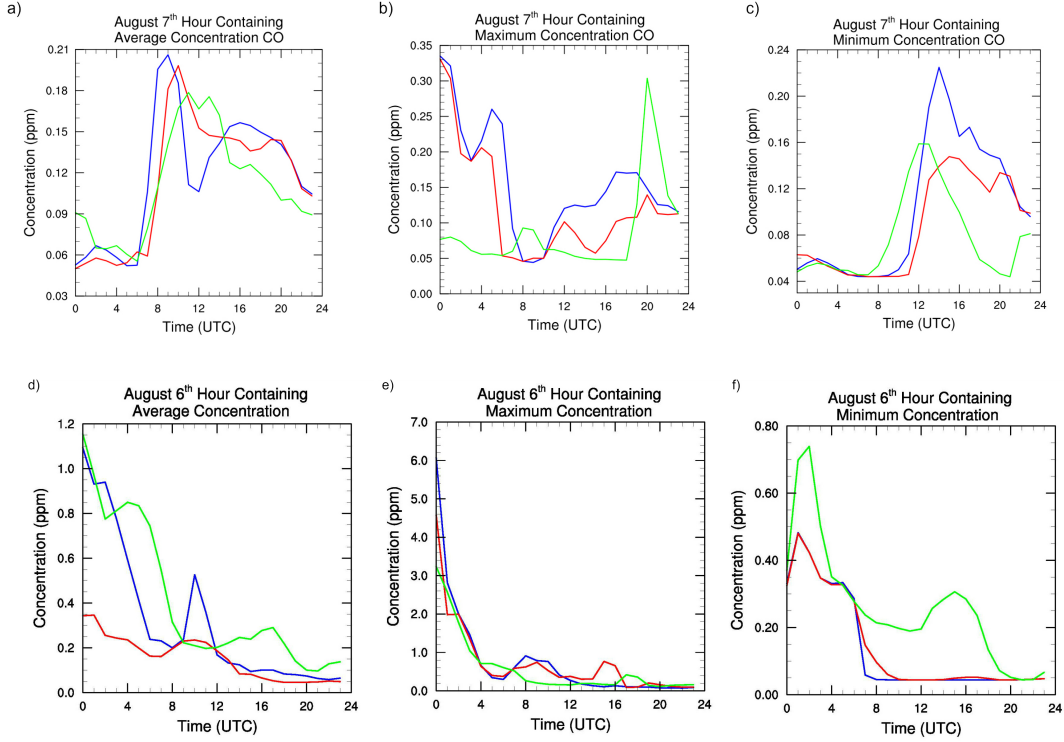 a)
August 7th Hour Containing
Average Concentration CO
0.21
0.18
0.15
0.12
0.09
0.06
0.03
Concentration (ppm)
0 4 8 12 16 20 24
Time (UTC)
b)
August 7th Hour Containing
Maximum Concentration CO
0.35
0.30
0.25
0.20
0.15
0.10
0.05
0.00
Concentration (ppm)
0 4 8 12 16 20 24
Time (UTC)
c)
August 7th Hour Containing
Minimum Concentration CO
0.24
0.20
0.16
0.12
0.08
0.04
Concentration (ppm)
0 4 8 12 16 20 24
Time (UTC)
d)
August 6th Hour Containing
Average Concentration
1.2
1.0
0.8
0.6
0.4
0.2
0.0
Concentration (ppm)
0 4 8 12 16 20 24
Time (UTC)
e)
August 6th Hour Containing
Maximum Concentration
6.0
7.0
5.0
4.0
3.0
2.0
1.0
0.0
Concentration (ppm)
0 4 8 12 16 20 24
Time (UTC)
f)
August 6th Hour Containing
Minimum Concentration
0.80
0.60
0.40
0.20
0.00
Concentration (ppm)
0 4 8 12 16 20 24
Time (UTC)